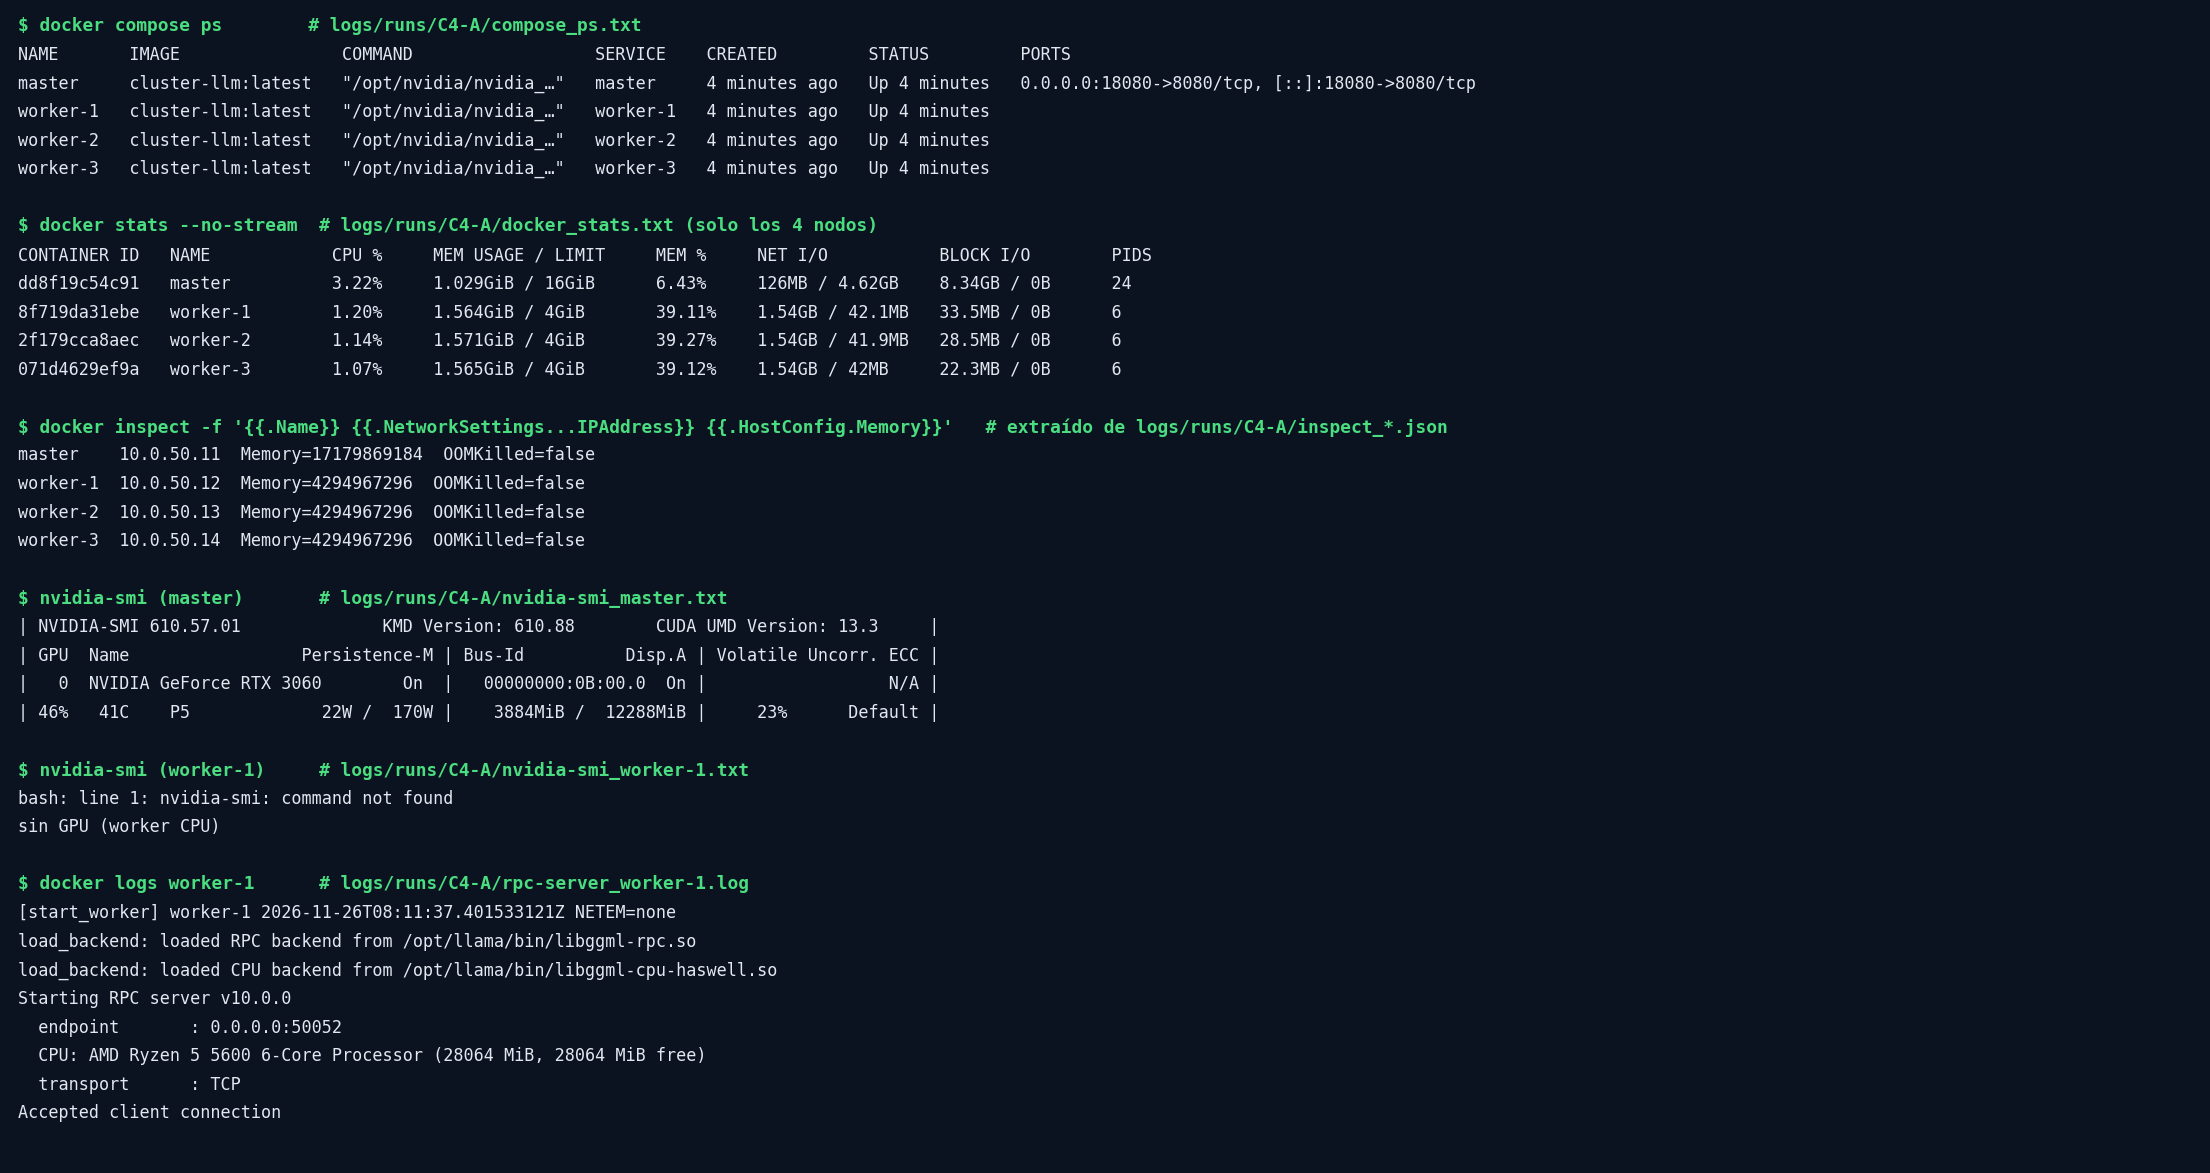 $ docker compose ps        # logs/runs/C4-A/compose_ps.txt
NAME       IMAGE                COMMAND                  SERVICE    CREATED         STATUS         PORTS
master     cluster-llm:latest   "/opt/nvidia/nvidia_…"   master     4 minutes ago   Up 4 minutes   0.0.0.0:18080->8080/tcp, [::]:18080->8080/tcp
worker-1   cluster-llm:latest   "/opt/nvidia/nvidia_…"   worker-1   4 minutes ago   Up 4 minutes
worker-2   cluster-llm:latest   "/opt/nvidia/nvidia_…"   worker-2   4 minutes ago   Up 4 minutes
worker-3   cluster-llm:latest   "/opt/nvidia/nvidia_…"   worker-3   4 minutes ago   Up 4 minutes
$ docker stats --no-stream  # logs/runs/C4-A/docker_stats.txt (solo los 4 nodos)
CONTAINER ID   NAME            CPU %     MEM USAGE / LIMIT     MEM %     NET I/O           BLOCK I/O        PIDS
dd8f19c54c91   master          3.22%     1.029GiB / 16GiB      6.43%     126MB / 4.62GB    8.34GB / 0B      24
8f719da31ebe   worker-1        1.20%     1.564GiB / 4GiB       39.11%    1.54GB / 42.1MB   33.5MB / 0B      6
2f179cca8aec   worker-2        1.14%     1.571GiB / 4GiB       39.27%    1.54GB / 41.9MB   28.5MB / 0B      6
071d4629ef9a   worker-3        1.07%     1.565GiB / 4GiB       39.12%    1.54GB / 42MB     22.3MB / 0B      6
$ docker inspect -f '{{.Name}} {{.NetworkSettings...IPAddress}} {{.HostConfig.Memory}}'   # extraído de logs/runs/C4-A/inspect_*.json
master    10.0.50.11  Memory=17179869184  OOMKilled=false
worker-1  10.0.50.12  Memory=4294967296  OOMKilled=false
worker-2  10.0.50.13  Memory=4294967296  OOMKilled=false
worker-3  10.0.50.14  Memory=4294967296  OOMKilled=false
$ nvidia-smi (master)       # logs/runs/C4-A/nvidia-smi_master.txt
| NVIDIA-SMI 610.57.01              KMD Version: 610.88        CUDA UMD Version: 13.3     |
| GPU  Name                 Persistence-M | Bus-Id          Disp.A | Volatile Uncorr. ECC |
|   0  NVIDIA GeForce RTX 3060        On  |   00000000:0B:00.0  On |                  N/A |
| 46%   41C    P5             22W /  170W |    3884MiB /  12288MiB |     23%      Default |
$ nvidia-smi (worker-1)     # logs/runs/C4-A/nvidia-smi_worker-1.txt
bash: line 1: nvidia-smi: command not found
sin GPU (worker CPU)
$ docker logs worker-1      # logs/runs/C4-A/rpc-server_worker-1.log
[start_worker] worker-1 2026-11-26T08:11:37.401533121Z NETEM=none
load_backend: loaded RPC backend from /opt/llama/bin/libggml-rpc.so
load_backend: loaded CPU backend from /opt/llama/bin/libggml-cpu-haswell.so
Starting RPC server v10.0.0
  endpoint       : 0.0.0.0:50052
  CPU: AMD Ryzen 5 5600 6-Core Processor (28064 MiB, 28064 MiB free)
  transport      : TCP
Accepted client connection